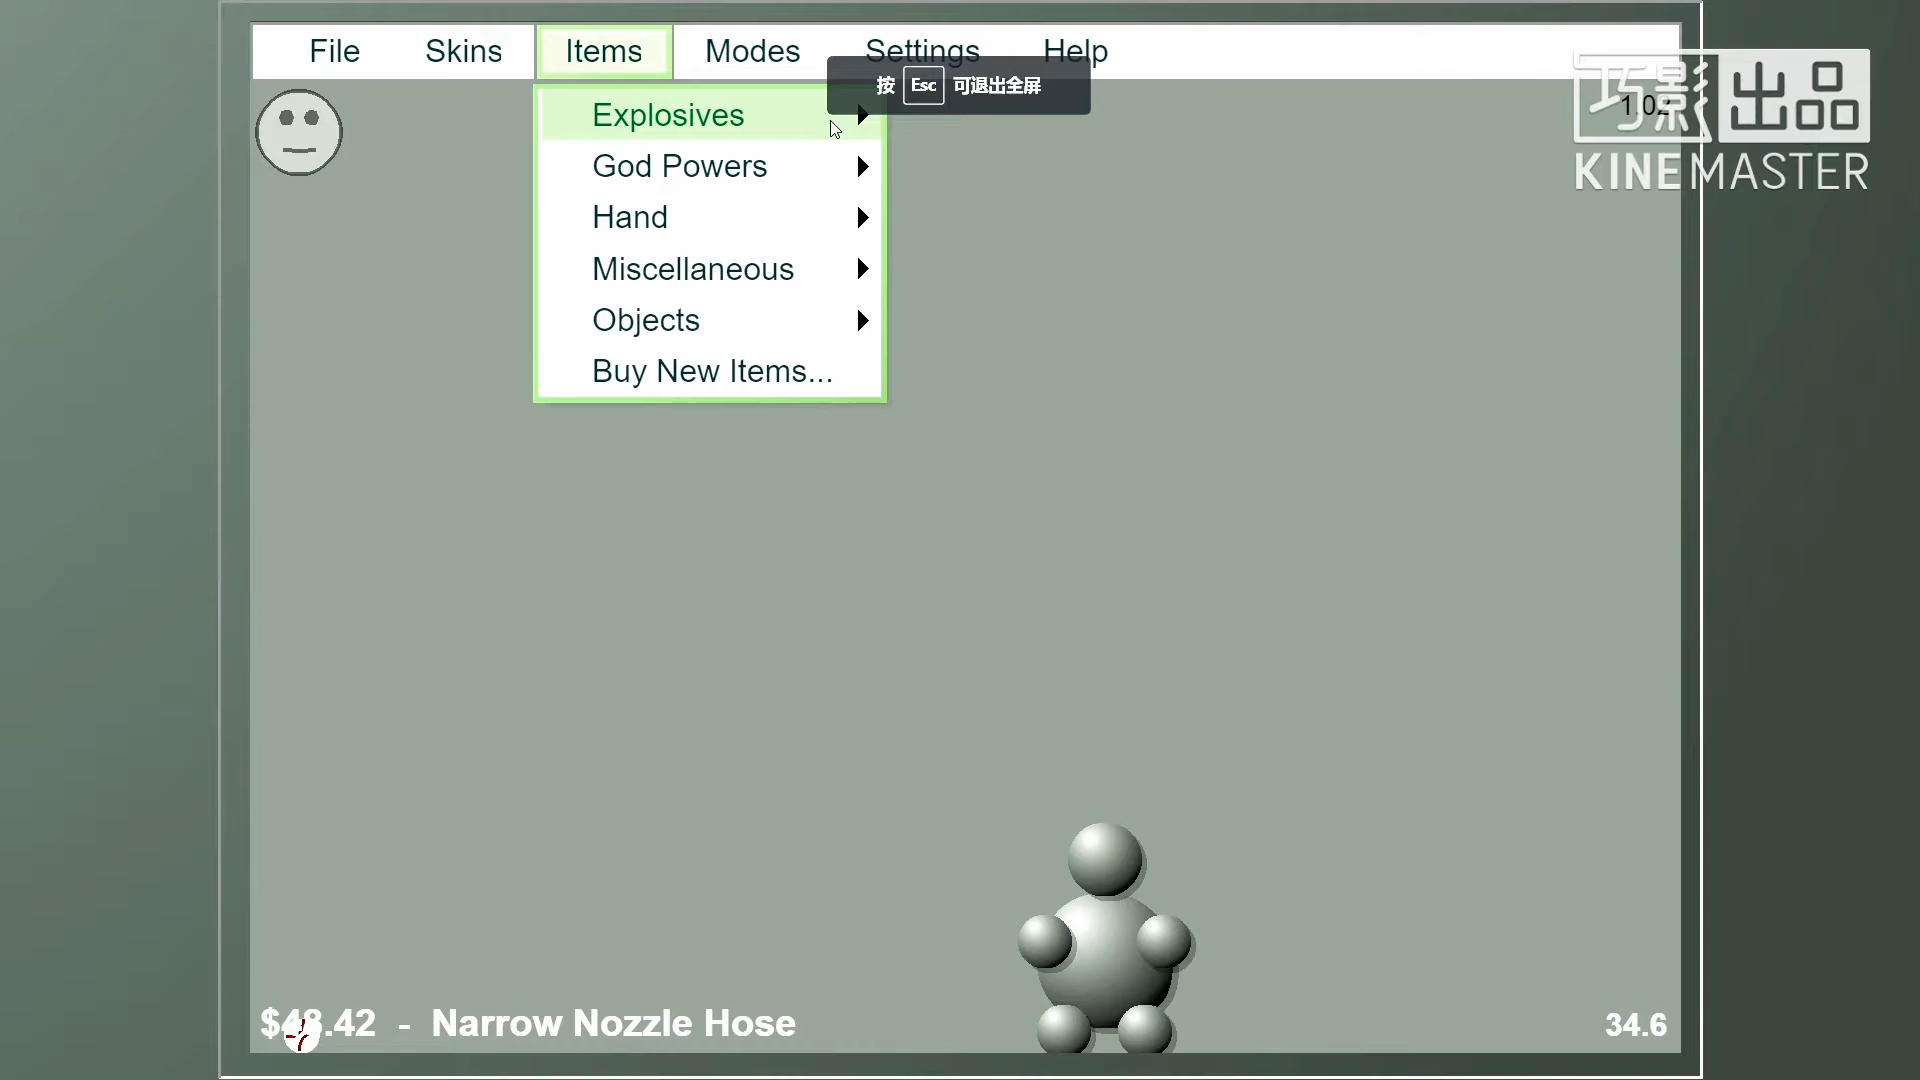 File Skins Items Modes Settings Help
按 Esc 可退出全屏
巧影出品
KINEMASTER
Explosives
God Powers
Hand
Miscellaneous
Objects
Buy New Items...
$48.42 - Narrow Nozzle Hose
34.6